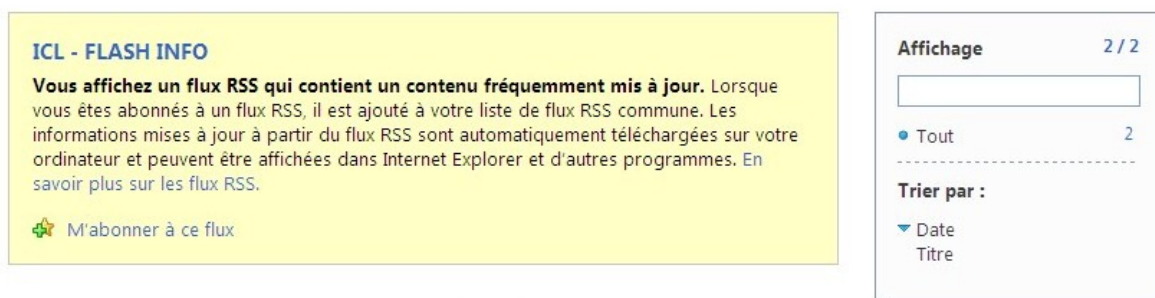 ICL - FLASH INFO
Vous affichez un flux RSS qui contient un contenu fréquemment mis à jour. Lorsque
vous êtes abonnés à un flux RSS, il est ajouté à votre liste de flux RSS commune. Les
informations mises à jour à partir du flux RSS sont automatiquement téléchargées sur votre
ordinateur et peuvent être affichées dans Internet Explorer et d'autres programmes. En
savoir plus sur les flux RSS.
M'abonner à ce flux
Affichage 2 / 2
Tout 2
Trier par :
Date
Titre